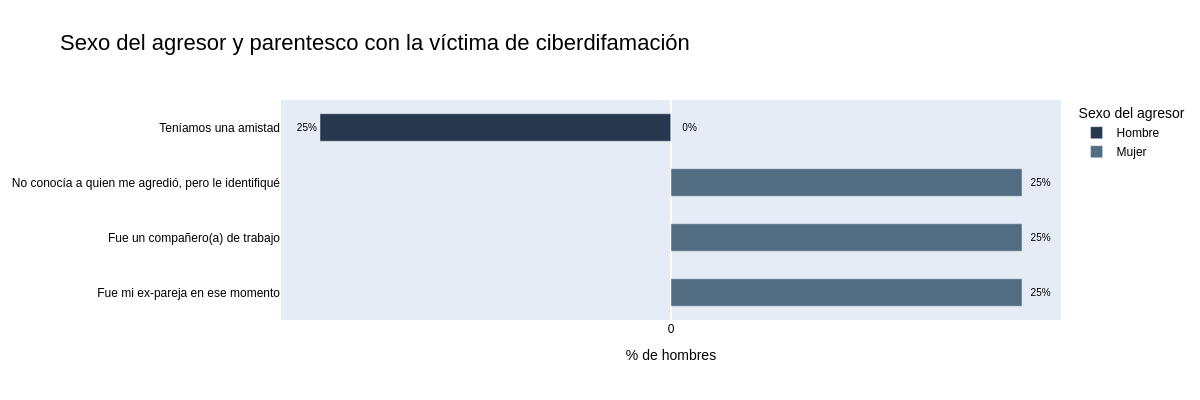 Sexo del agresor y parentesco con la víctima de ciberdifamación
Sexo del agresor
Hombre
Mujer
Teníamos una amistad
25%
0%
No conocía a quien me agredió, pero le identifiqué
25%
Fue un compañero(a) de trabajo
25%
Fue mi ex-pareja en ese momento
25%
0
% de hombres